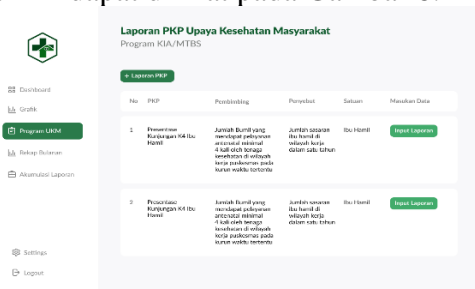 Laporan PKP Upaya Kesehatan Masyarakat
Program KIA/MTBS
+ Laporan PKP
Dashboard
Grafik
Program UKM
Rekap Bulanan
Akumulasi Laporan
Settings
Logout
No PKP Pembimbing Penyebut Satuan Masukan Data
1 Presentase Kunjungan K4 Ibu Hamil
Jumlah Bumil yang
mendapat pelayanan
antenatal minimal
4 kali oleh tenaga
kesehatan di wilayah
kerja puskesmas pada
kurun waktu tertentu
Jumlah sasaran
ibu hamil di
wilayah kerja
dalam satu tahun
Ibu Hamil
Input Laporan
2 Presentase Kunjungan K4 Ibu Hamil
Jumlah Bumil yang
mendapat pelayanan
antenatal minimal
4 kali oleh tenaga
kesehatan di wilayah
kerja puskesmas pada
kurun waktu tertentu
Jumlah sasaran
ibu hamil di
wilayah kerja
dalam satu tahun
Ibu Hamil
Input Laporan